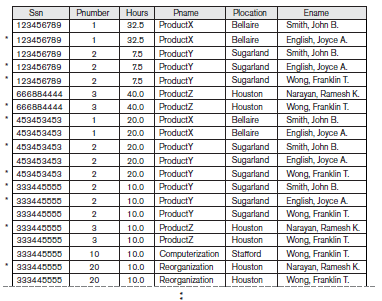 Ssn Pnumber Hours Pname Plocation Ename
123456789 1 32.5 ProductX Bellaire Smith, John B.
* 123456789 1 32.5 ProductX Bellaire English, Joyce A.
123456789 2 7.5 ProductY Sugarland Smith, John B.
* 123456789 2 7.5 ProductY Sugarland English, Joyce A.
* 123456789 2 7.5 ProductY Sugarland Wong, Franklin T.
666884444 3 40.0 ProductZ Houston Narayan, Ramesh K.
* 666884444 3 40.0 ProductZ Houston Wong, Franklin T.
* 453453453 1 20.0 ProductX Bellaire Smith, John B.
453453453 1 20.0 ProductX Bellaire English, Joyce A.
* 453453453 2 20.0 ProductY Sugarland Smith, John B.
453453453 2 20.0 ProductY Sugarland English, Joyce A.
* 453453453 2 20.0 ProductY Sugarland Wong, Franklin T.
* 333445555 2 10.0 ProductY Sugarland Smith, John B.
* 333445555 2 10.0 ProductY Sugarland English, Joyce A.
333445555 2 10.0 ProductY Sugarland Wong, Franklin T.
* 333445555 3 10.0 ProductZ Houston Narayan, Ramesh K.
333445555 3 10.0 ProductZ Houston Wong, Franklin T.
333445555 10 10.0 Computerization Stafford Wong, Franklin T.
* 333445555 20 10.0 Reorganization Houston Narayan, Ramesh K.
333445555 20 10.0 Reorganization Houston Wong, Franklin T.